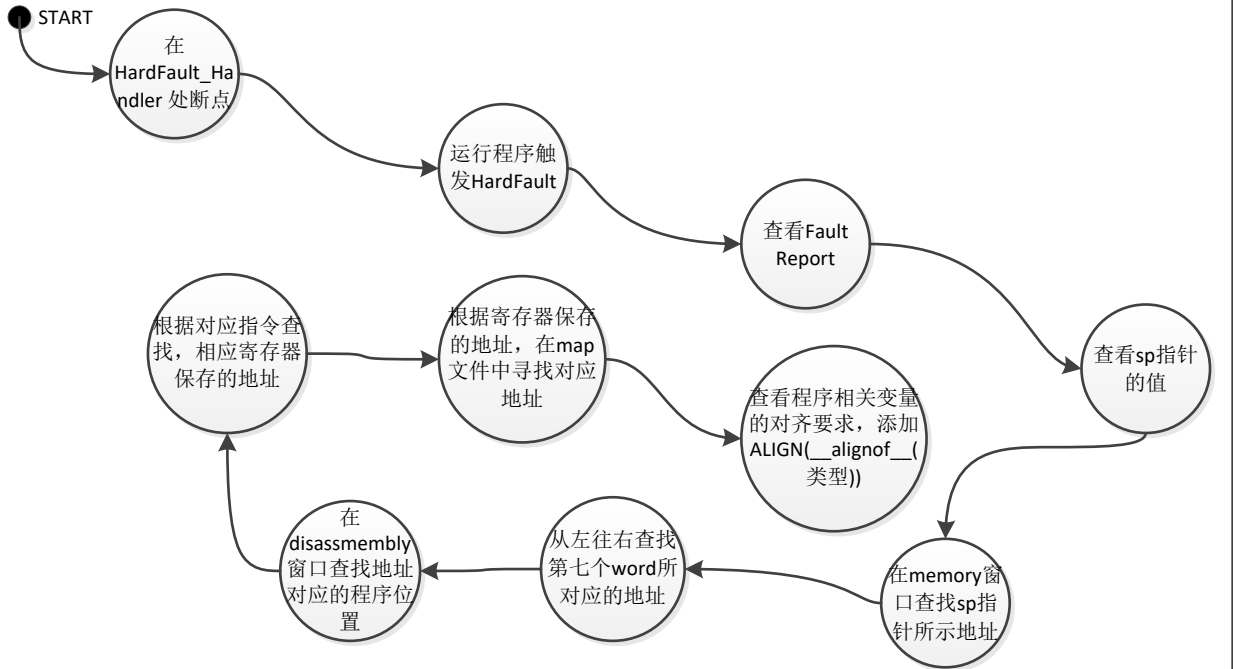 START
在
HardFault_Ha
ndler 处断点
运行程序触
发HardFault
查看Fault
Report
查看sp指针
的值
在memory窗
口查找sp指
针所示地址
从左往右查找
第七个word所
对应的地址
在
disassmembly
窗口查找地址
对应的程序位
置
根据对应指令查
找，相应寄存器
保存的地址
根据寄存器保存
的地址，在map
文件中寻找对应
地址
查看程序相关变量
的对齐要求，添加
ALIGN(__alignof__(
类型))